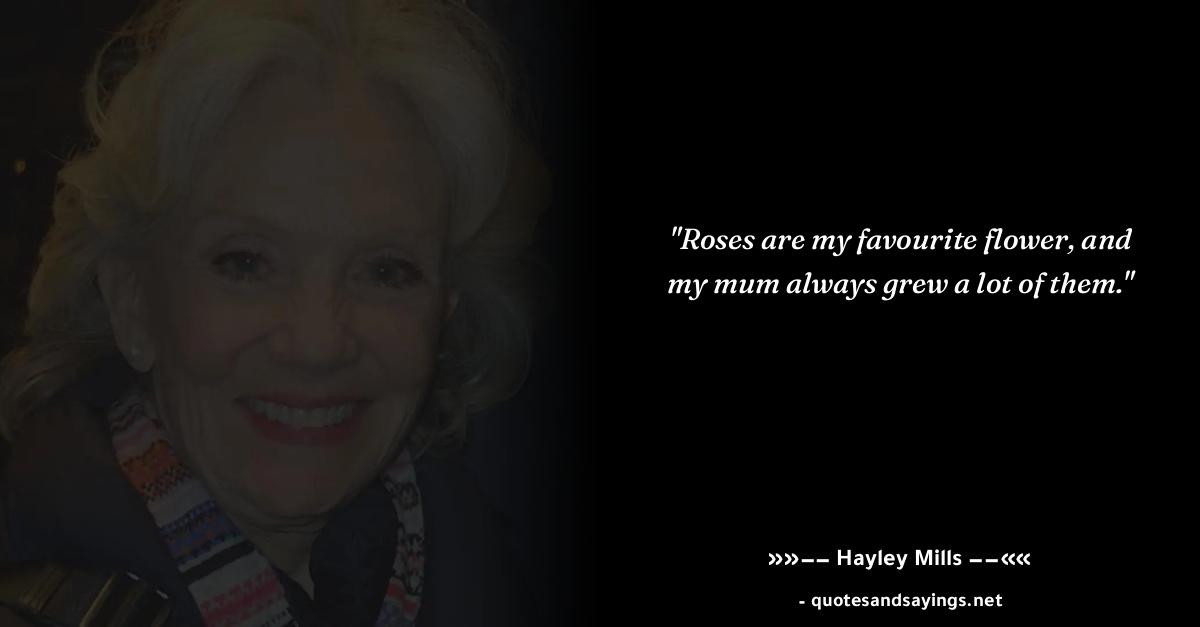 "Roses are my favourite flower, and
my mum always grew a lot of them."
»»−− Hayley Mills −−««
- quotesandsayings.net